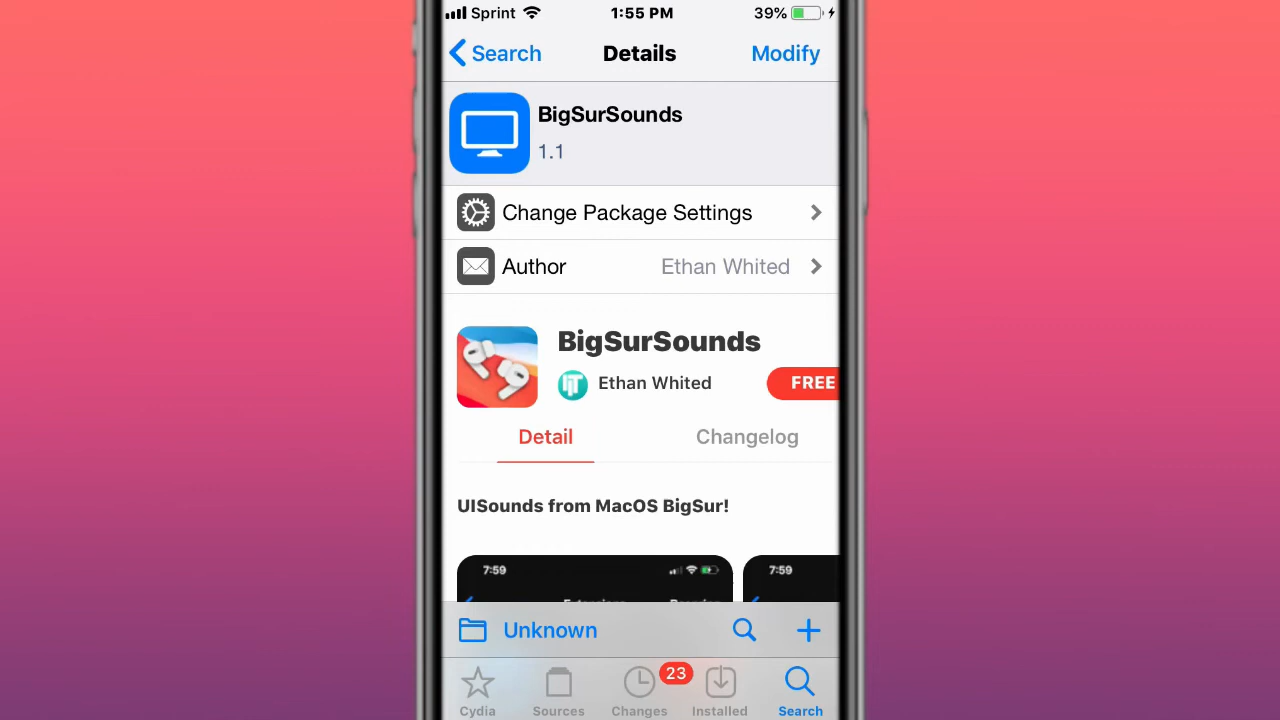 Sprint 1:55 PM 39%
Search Details Modify
BigSurSounds
1.1
Change Package Settings
Author Ethan Whited
BigSurSounds
Ethan Whited FREE
Detail Changelog
UISounds from MacOS BigSur!
7:59 7:59
Unknown
23
Cydia Sources Changes Installed Search